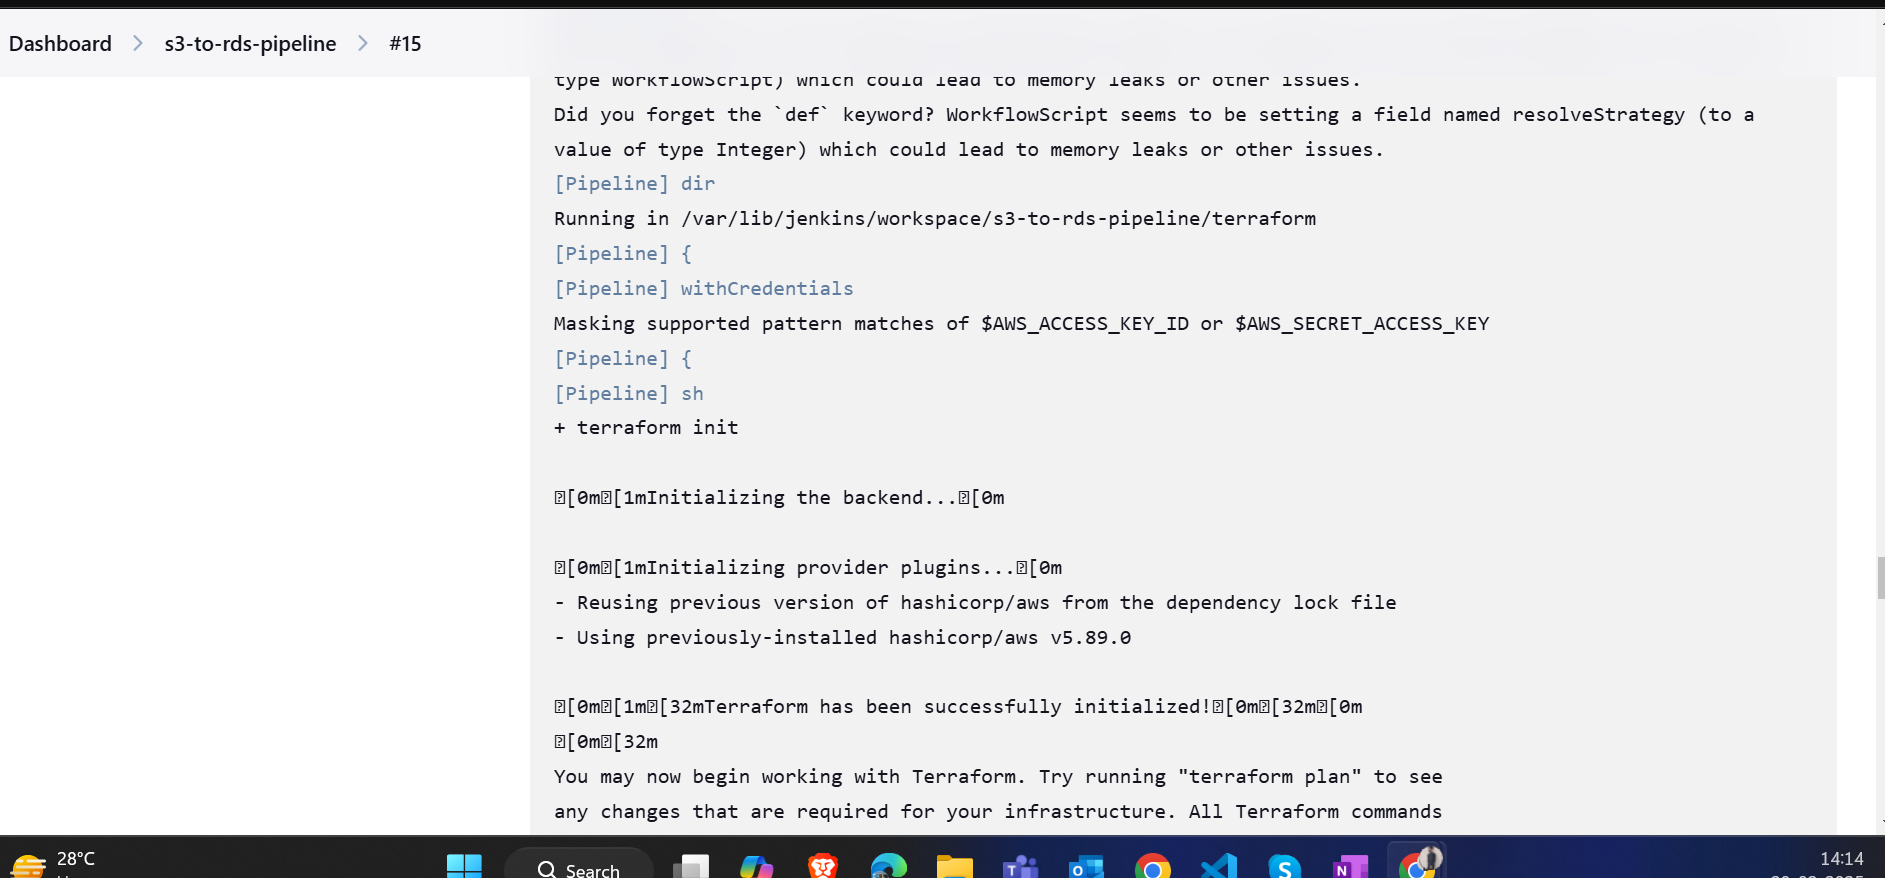 Dashboard > s3-to-rds-pipeline > #15
type WorkflowScript) which could lead to memory leaks or other issues.
Did you forget the `def` keyword? WorkflowScript seems to be setting a field named resolveStrategy (to a
value of type Integer) which could lead to memory leaks or other issues.
[Pipeline] dir
Running in /var/lib/jenkins/workspace/s3-to-rds-pipeline/terraform
[Pipeline] {
[Pipeline] withCredentials
Masking supported pattern matches of $AWS_ACCESS_KEY_ID or $AWS_SECRET_ACCESS_KEY
[Pipeline] {
[Pipeline] sh
+ terraform init
[0m[1mInitializing the backend...[0m
[0m[1mInitializing provider plugins...[0m
- Reusing previous version of hashicorp/aws from the dependency lock file
- Using previously-installed hashicorp/aws v5.89.0
[0m[1m[32mTerraform has been successfully initialized![0m[32m[0m
[0m[32m
You may now begin working with Terraform. Try running "terraform plan" to see
any changes that are required for your infrastructure. All Terraform commands
28°C
Search
14:14